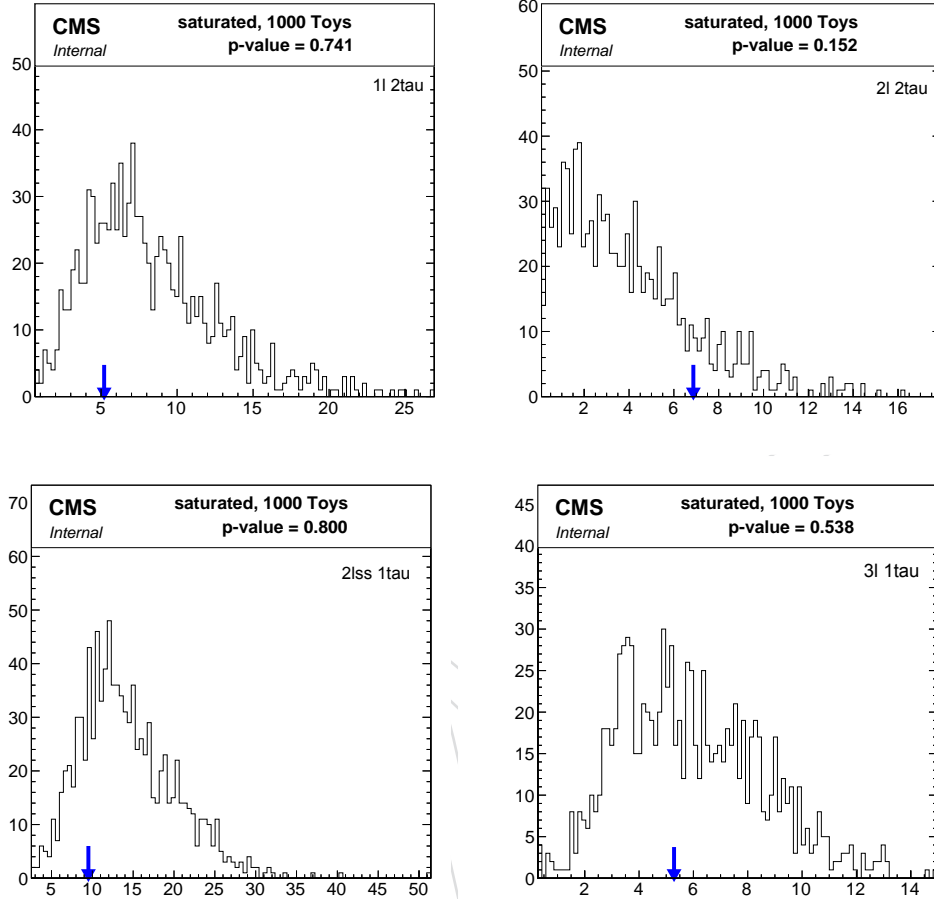 CMS
Internal
saturated, 1000 Toys
p-value = 0.741
1l 2tau
50
40
30
20
10
0
5 10 15 20 25
CMS
Internal
saturated, 1000 Toys
p-value = 0.152
2l 2tau
60
50
40
30
20
10
0
2 4 6 8 10 12 14 16
CMS
Internal
saturated, 1000 Toys
p-value = 0.800
2lss 1tau
70
60
50
40
30
20
10
0
5 10 15 20 25 30 35 40 45 50
CMS
Internal
saturated, 1000 Toys
p-value = 0.538
3l 1tau
45
40
35
30
25
20
15
10
5
0
2 4 6 8 10 12 14